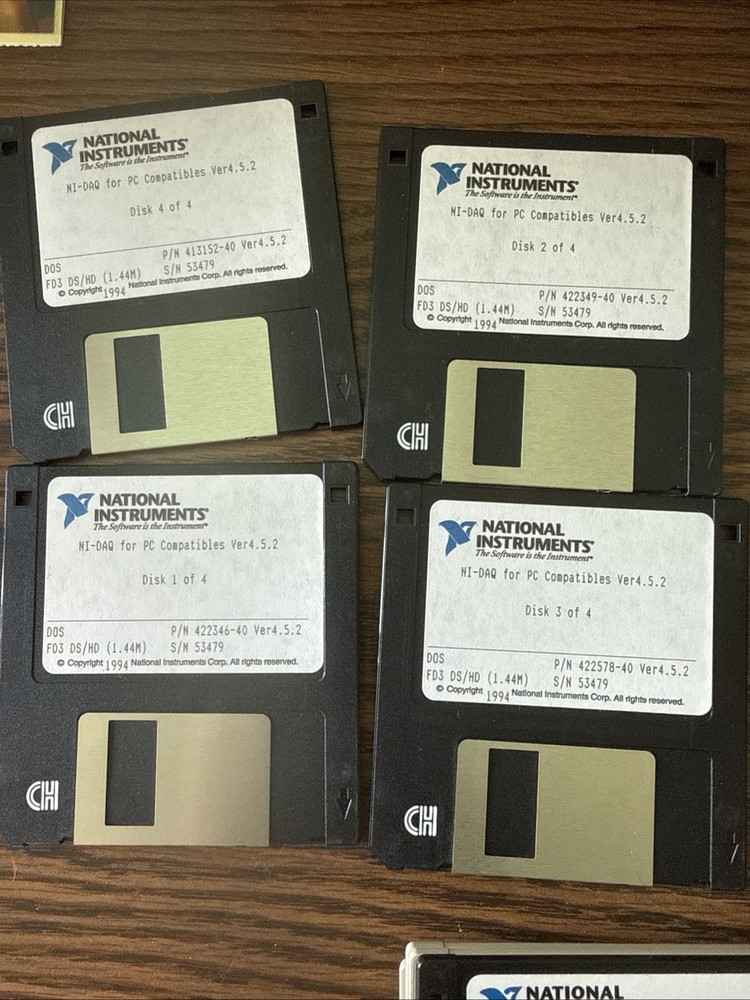 NATIONAL
INSTRUMENTS®
The Software is the Instrument®
NI-DAQ for PC Compatibles Ver4.5.2
Disk 4 of 4
P/N 413152-40 Ver4.5.2
DOS
S/N 53479
FD3 DS/HD (1.44M)
© Copyright 1994 National Instruments Corp. All rights reserved.
CH
NATIONAL
INSTRUMENTS®
The Software is the Instrument®
NI-DAQ for PC Compatibles Ver4.5.2
Disk 2 of 4
DOS P/N 422349-40 Ver4.5.2
FD3 DS/HD (1.44M) S/N 53479
© Copyright 1994 National Instruments Corp. All rights reserved.
CH
NATIONAL
INSTRUMENTS®
The Software is the Instrument®
NI-DAQ for PC Compatibles Ver4.5.2
Disk 1 of 4
DOS P/N 422346-40 Ver4.5.2
FD3 DS/HD (1.44M) S/N 53479
© Copyright 1994 National Instruments Corp. All rights reserved.
CH
NATIONAL
INSTRUMENTS®
The Software is the Instrument®
NI-DAQ for PC Compatibles Ver4.5.2
Disk 3 of 4
DOS P/N 422578-40 Ver4.5.2
FD3 DS/HD (1.44M) S/N 53479
© Copyright 1994 National Instruments Corp. All rights reserved.
CH
NATIONAL